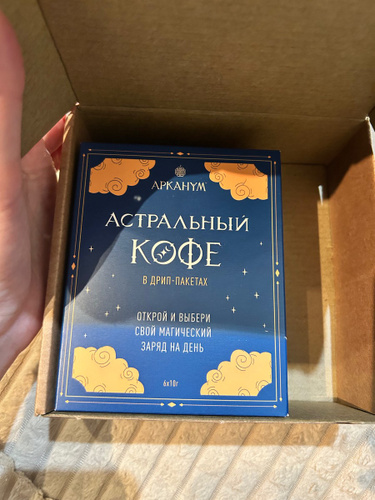 АРКАНУМ
АСТРАЛЬНЫЙ
КОФЕ
В ДРИП-ПАКЕТАХ
ОТКРОЙ И ВЫБЕРИ
СВОЙ МАГИЧЕСКИЙ
ЗАРЯД НА ДЕНЬ
6х10г